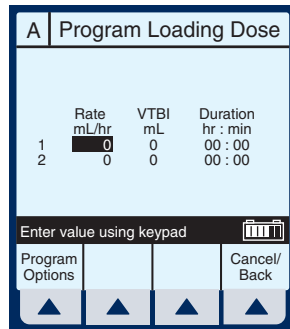 A Program Loading Dose
Rate VTBI Duration
mL/hr mL hr : min
1 0 0 00 : 00
2 0 0 00 : 00
Enter value using keypad
Program Cancel/
Options Back